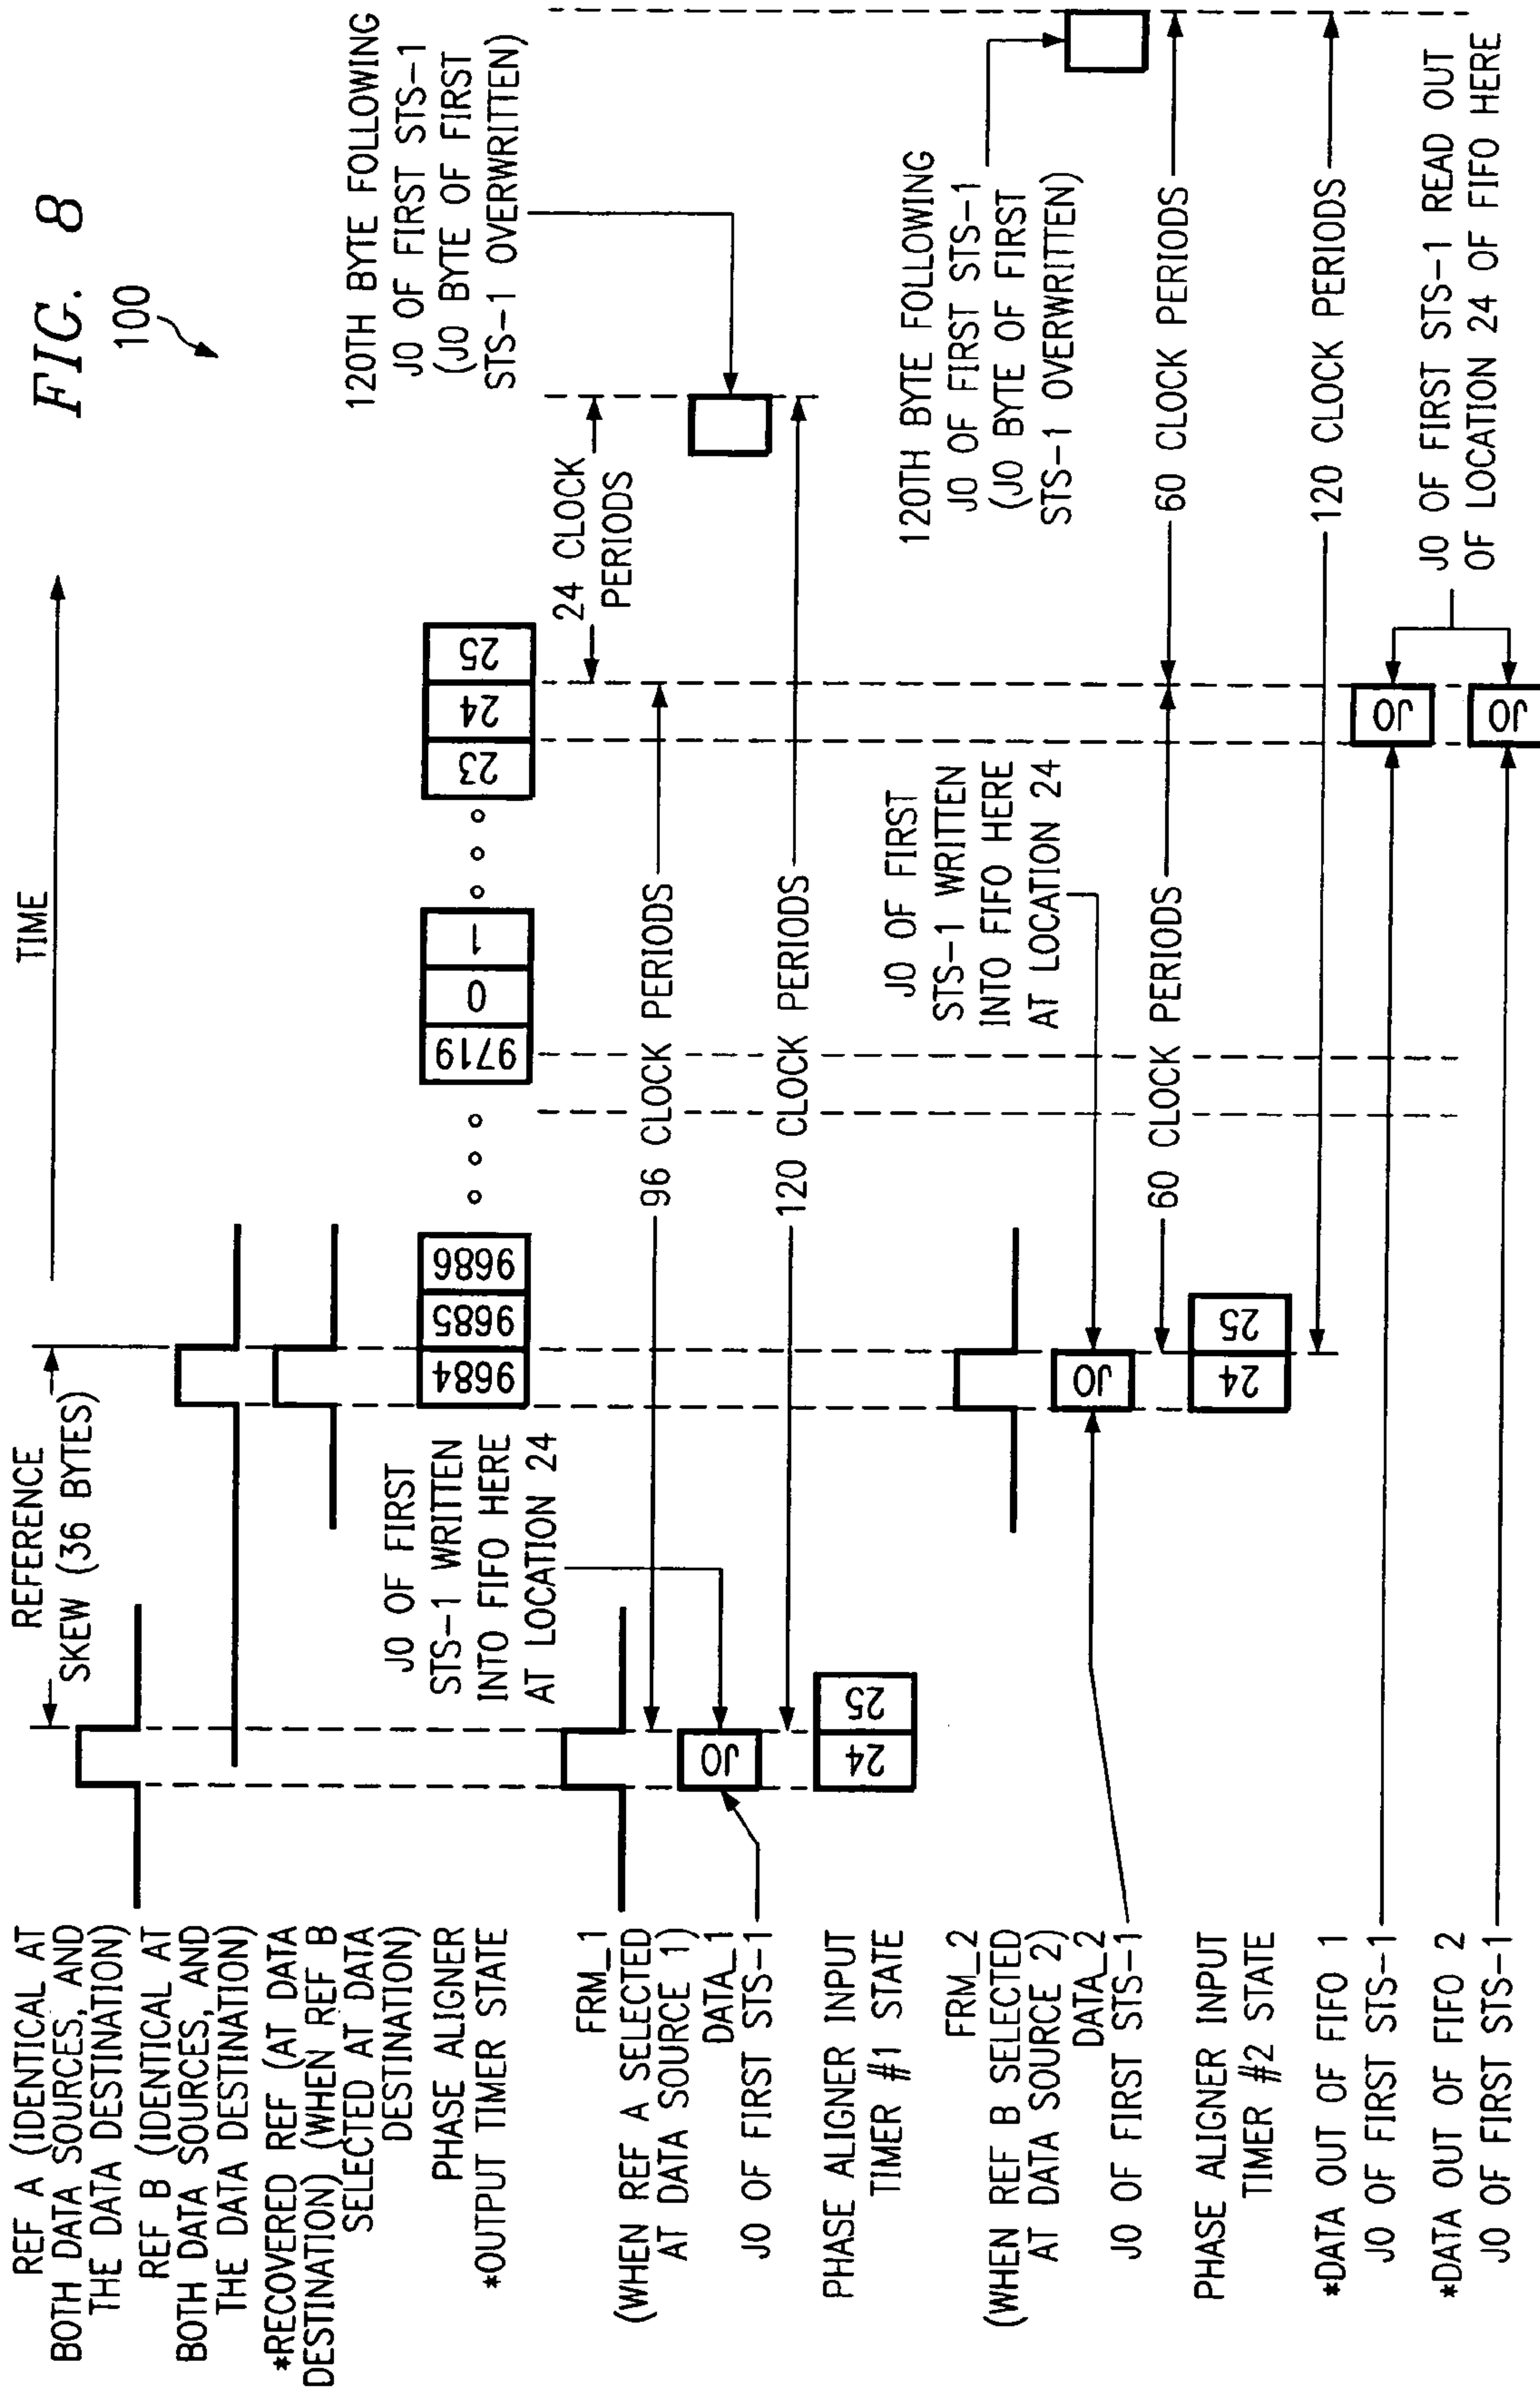 FIG. 8
100
TIME
REFERENCE
SKEW (36 BYTES)
REF A (IDENTICAL AT
BOTH DATA SOURCES, AND
THE DATA DESTINATION)
REF B (IDENTICAL AT
BOTH DATA SOURCES, AND
THE DATA DESTINATION)
*RECOVERED REF (AT DATA
DESTINATION) (WHEN REF B
SELECTED AT DATA
DESTINATION)
PHASE ALIGNER
*OUTPUT TIMER STATE
9684 9685 9686 9719 0 1 23 24 25
120TH BYTE FOLLOWING
J0 OF FIRST STS-1
(J0 BYTE OF FIRST
STS-1 OVERWRITTEN)
J0 OF FIRST
STS-1 WRITTEN
INTO FIFO HERE
AT LOCATION 24
24 CLOCK
PERIODS
FRM_1
(WHEN REF A SELECTED
AT DATA SOURCE 1)
96 CLOCK PERIODS
DATA_1
J0 OF FIRST STS-1
J0
120 CLOCK PERIODS
PHASE ALIGNER INPUT
TIMER #1 STATE
24 25
J0 OF FIRST
STS-1 WRITTEN
INTO FIFO HERE
AT LOCATION 24
120TH BYTE FOLLOWING
J0 OF FIRST STS-1
(J0 BYTE OF FIRST
STS-1 OVERWRITTEN)
FRM_2
(WHEN REF B SELECTED
AT DATA SOURCE 2)
DATA_2
J0 OF FIRST STS-1
J0
60 CLOCK PERIODS
60 CLOCK PERIODS
PHASE ALIGNER INPUT
TIMER #2 STATE
24 25
120 CLOCK PERIODS
*DATA OUT OF FIFO 1
J0 OF FIRST STS-1
J0
*DATA OUT OF FIFO 2
J0 OF FIRST STS-1
J0
J0 OF FIRST STS-1 READ OUT
OF LOCATION 24 OF FIFO HERE